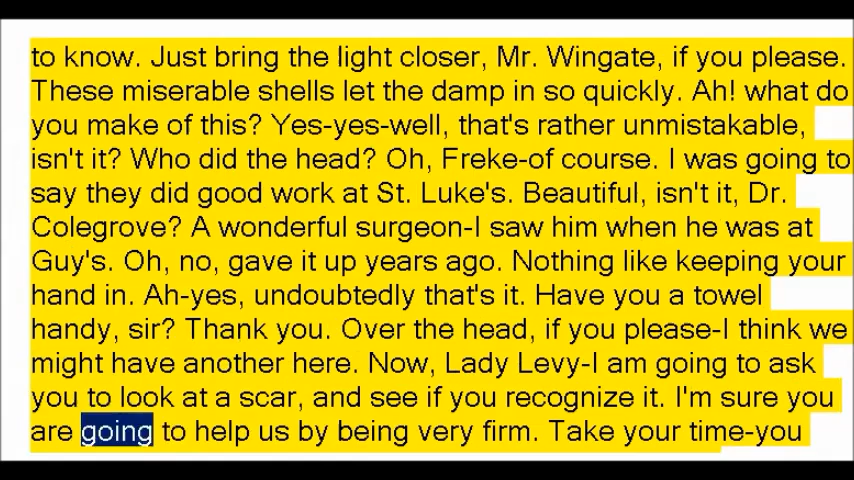 to know. Just bring the light closer, Mr. Wingate, if you please.
These miserable shells let the damp in so quickly. Ah! what do
you make of this? Yes-yes-well, that's rather unmistakable,
isn't it? Who did the head? Oh, Freke-of course. I was going to
say they did good work at St. Luke's. Beautiful, isn't it, Dr.
Colegrove? A wonderful surgeon-I saw him when he was at
Guy's. Oh, no, gave it up years ago. Nothing like keeping your
hand in. Ah-yes, undoubtedly that's it. Have you a towel
handy, sir? Thank you. Over the head, if you please-I think we
might have another here. Now, Lady Levy-I am going to ask
you to look at a scar, and see if you recognize it. I'm sure you
are going to help us by being very firm. Take your time-you